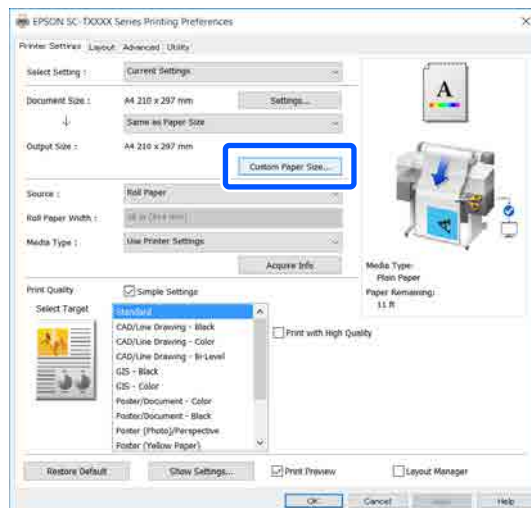 EPSON SC-TXXXX Series Printing Preferences
Printer Settings Layout Advanced Utility
Select Setting : Current Settings
Document Size : A4 210 x 297 mm Settings...
Same as Paper Size
Output Size : A4 210 x 297 mm
Custom Paper Size...
Source : Roll Paper
Roll Paper Width :
Media Type : Use Printer Settings
Acquire Info
A
Media Type:
Plain Paper
Paper Remaining:
11 ft
Print Quality Simple Settings
Select Target
Standard
CAD/Line Drawing - Black
CAD/Line Drawing - Color
CAD/Line Drawing - Bi-Level
GIS - Black
GIS - Color
Poster/Document - Color
Poster/Document - Black
Poster (Photo)/Perspective
Poster (Yellow Paper)
Print with High Quality
Restore Default Show Settings... Print Preview Layout Manager
OK Cancel Help